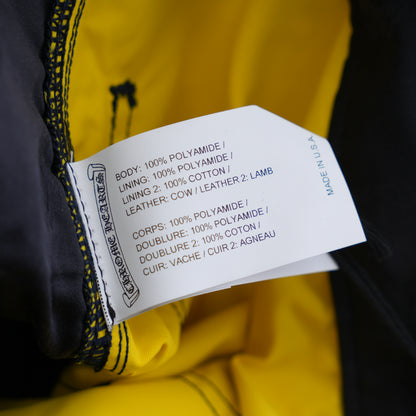 CHROME HEARTS
BODY: 100% POLYAMIDE /
LINING: 100% POLYAMIDE /
LINING 2: 100% COTTON /
LEATHER: COW / LEATHER 2: LAMB
CORPS: 100% POLYAMIDE /
DOUBLURE: 100% POLYAMIDE /
DOUBLURE 2: 100% COTON /
CUIR: VACHE / CUIR 2: AGNEAU
MADE IN U.S.A.